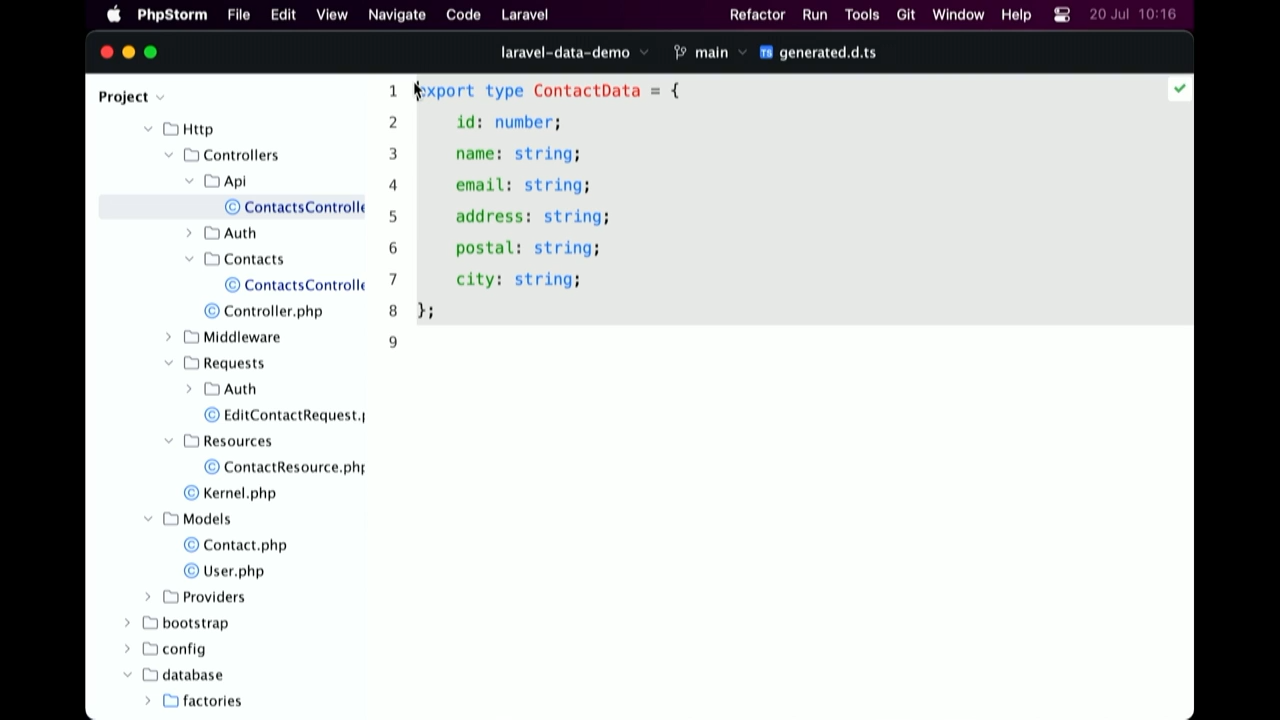 PhpStorm File Edit View Navigate Code Laravel Refactor Run Tools Git Window Help 20 Jul 10:16
laravel-data-demo main TS generated.d.ts
Project
Http
Controllers
Api
ContactsControlle
Auth
Contacts
ContactsControlle
Controller.php
Middleware
Requests
Auth
EditContactRequest.p
Resources
ContactResource.php
Kernel.php
Models
Contact.php
User.php
Providers
bootstrap
config
database
factories
1 export type ContactData = {
2 id: number;
3 name: string;
4 email: string;
5 address: string;
6 postal: string;
7 city: string;
8 };
9